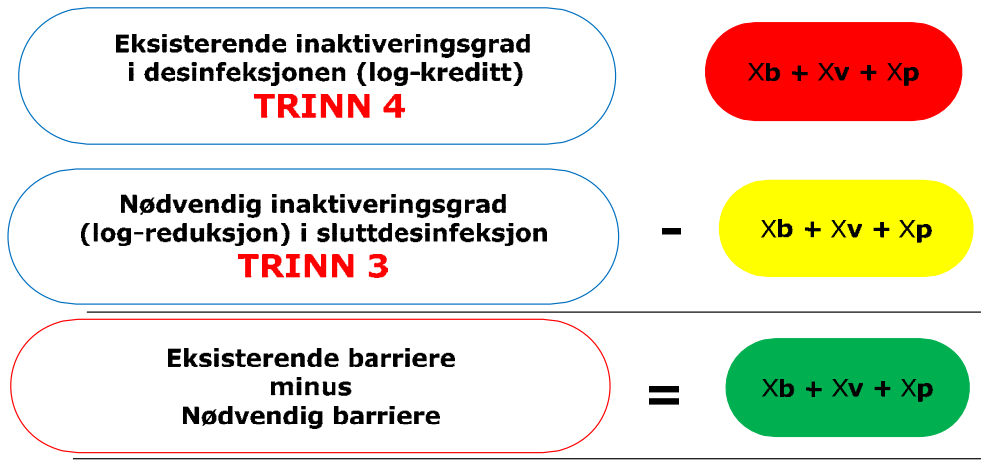 Eksisterende inaktiveringsgrad
i desinfeksjonen (log-kreditt)
TRINN 4
Xb + Xv + Xp
Nødvendig inaktiveringsgrad
(log-reduksjon) i sluttdesinfeksjon
TRINN 3
-
Xb + Xv + Xp
Eksisterende barriere
minus
Nødvendig barriere
=
Xb + Xv + Xp